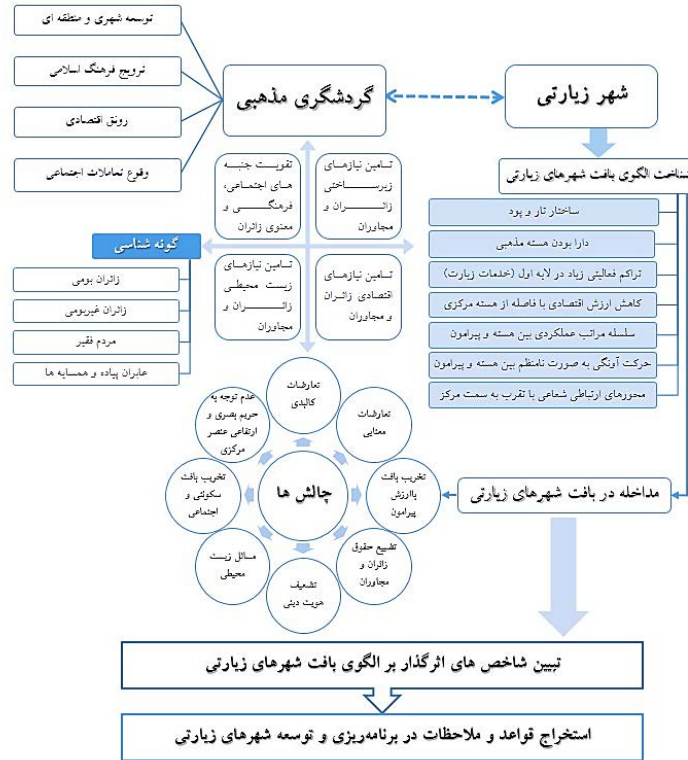 شهر زیارتی
گردشگری مذهبی
توسعه شهری و منطقه ای
ترویج فرهنگ اسلامی
رونق اقتصادی
وقوع تعاملات اجتماعی
شناخت الگوی بافت شهرهای زیارتی
ساختار تار و پود
دارا بودن هسته مذهبی
تراکم فعالیتی زیاد در لایه اول (خدمات زیارت)
کاهش ارزش اقتصادی با فاصله از هسته مرکزی
سلسله مراتب عملکردی بین هسته و پیرامون
حرکت آونگی به صورت نامنظم بین هسته و پیرامون
محورهای ارتباطی شعاعی با تقرب به سمت مرکز
تامین نیازهای
زیرساختی
زائران و
مجاوران
تقویت جنبه
های اجتماعی،
فرهنگی و
معنوی زائران
تامین نیازهای
اقتصادی زائران
و مجاوران
تامین نیازهای
زیست محیطی
زائران و
مجاوران
گونه شناسی
زائران بومی
زائران غیربومی
مردم فقیر
عابران پیاده و همسایه ها
چالش ها
تعارضات
کالبدی
تعارضات
معنایی
تخریب بافت
باارزش
پیرامون
تضییع حقوق
زائران و
مجاوران
تضعیف
هویت دینی
مسائل زیست
محیطی
تخریب بافت
سکونتی و
اجتماعی
عدم توجه به
حریم بصری و
ارتفاعی عنصر
مرکزی
مداخله در بافت شهرهای زیارتی
تبیین شاخص های اثرگذار بر الگوی بافت شهرهای زیارتی
استخراج قواعد و ملاحظات در برنامه‌ریزی و توسعه شهرهای زیارتی